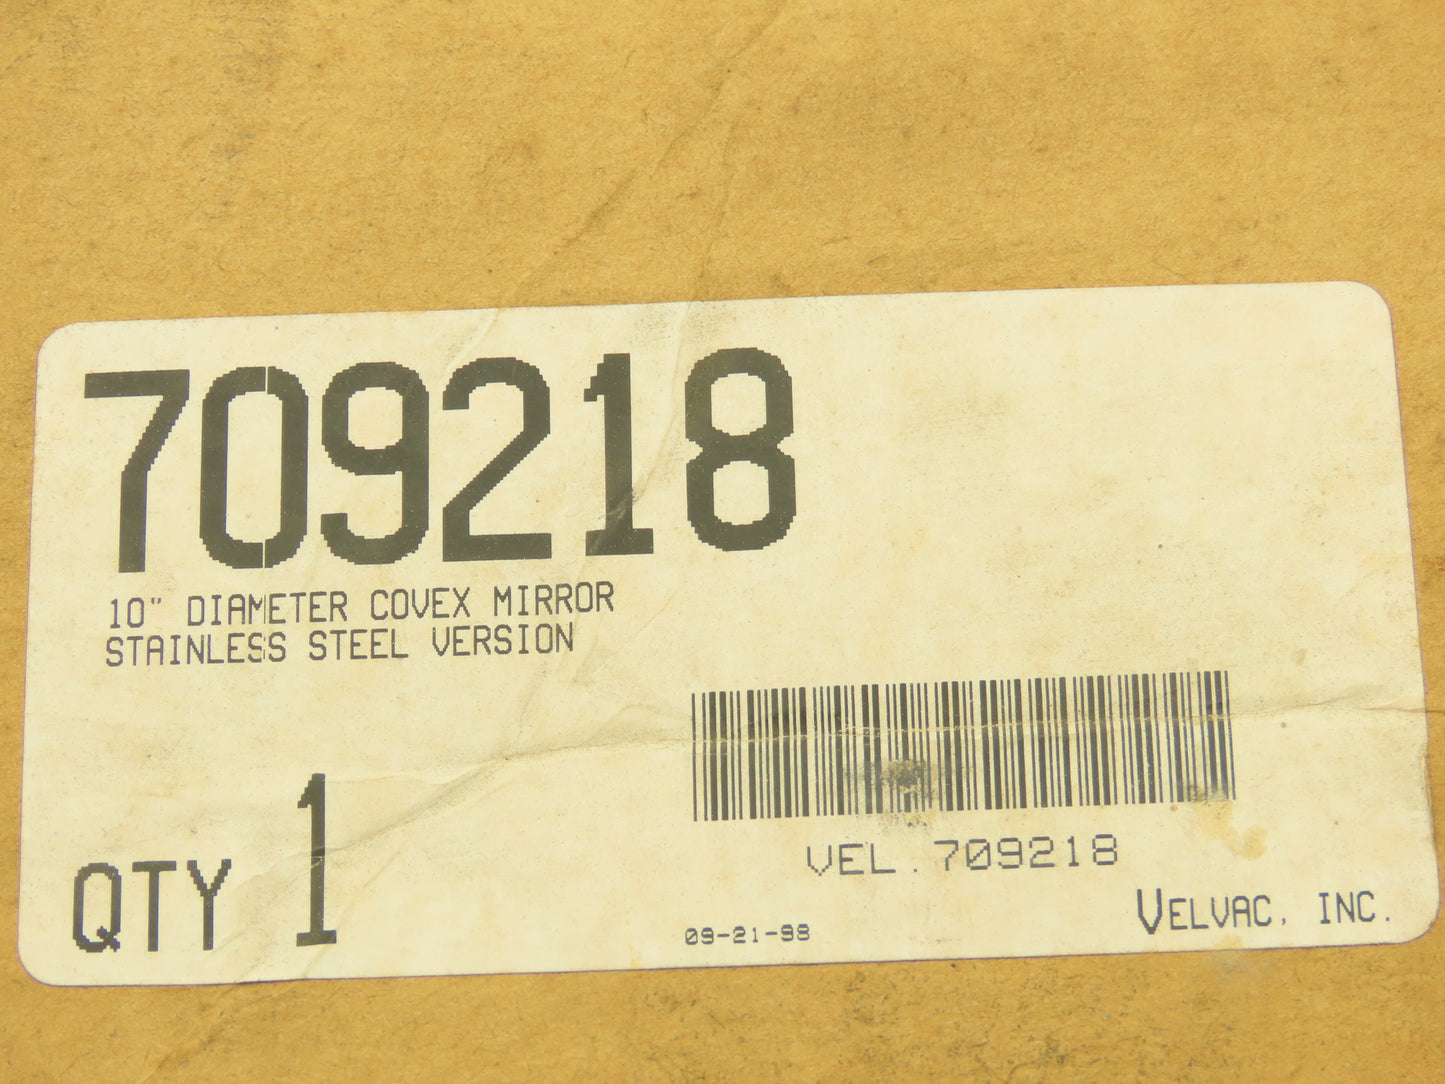 709218
10" DIAMETER COVEX MIRROR
STAINLESS STEEL VERSION
QTY 1
VEL.709218
09-21-98
VELVAC, INC.